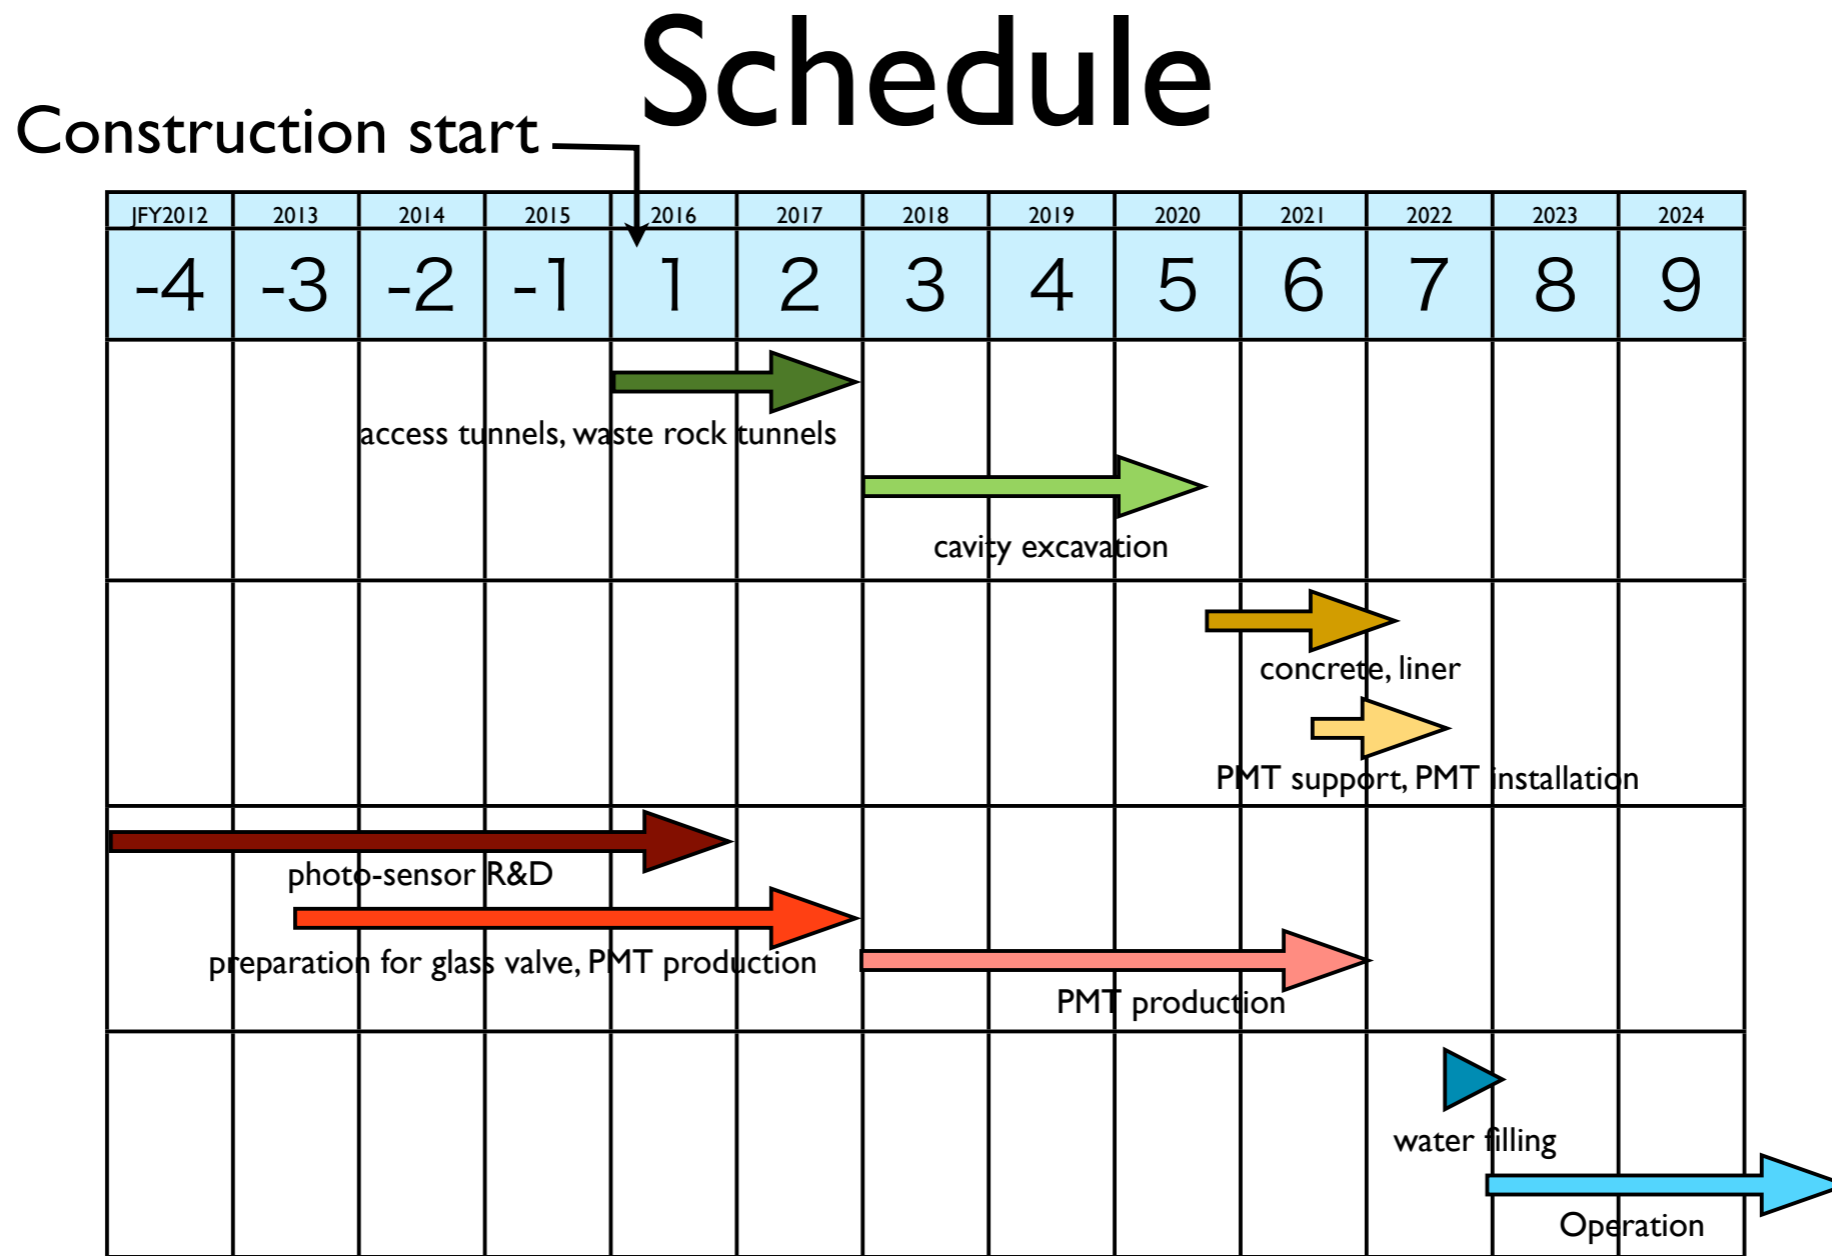 Schedule
Construction start
JFY2012 2013 2014 2015 2016 2017 2018 2019 2020 2021 2022 2023 2024
-4 -3 -2 -1 1 2 3 4 5 6 7 8 9
access tunnels, waste rock tunnels
cavity excavation
concrete, liner
PMT support, PMT installation
photo-sensor R&D
preparation for glass valve, PMT production
PMT production
water filling
Operation